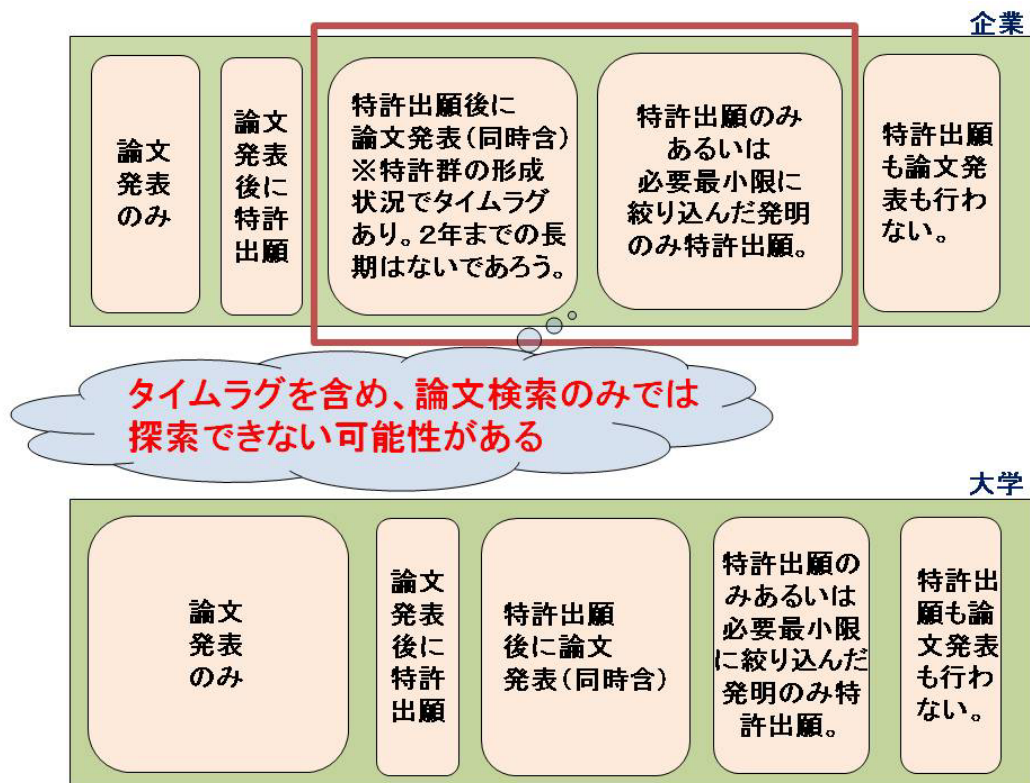 企業
論文
発表
のみ
論文
発表
後に
特許
出願
特許出願後に
論文発表(同時含)
※特許群の形成
状況でタイムラグ
あり。2年までの長
期はないであろう。
特許出願のみ
あるいは
必要最小限に
絞り込んだ発明
のみ特許出願。
特許出願
も論文発
表も行わ
ない。
タイムラグを含め、論文検索のみでは
探索できない可能性がある
大学
論文
発表
のみ
論文
発表
後に
特許
出願
特許出願
後に論文
発表(同時含)
特許出願の
みあるいは
必要最小限
に絞り込んだ
発明のみ特
許出願。
特許出
願も論
文発表
も行わ
ない。